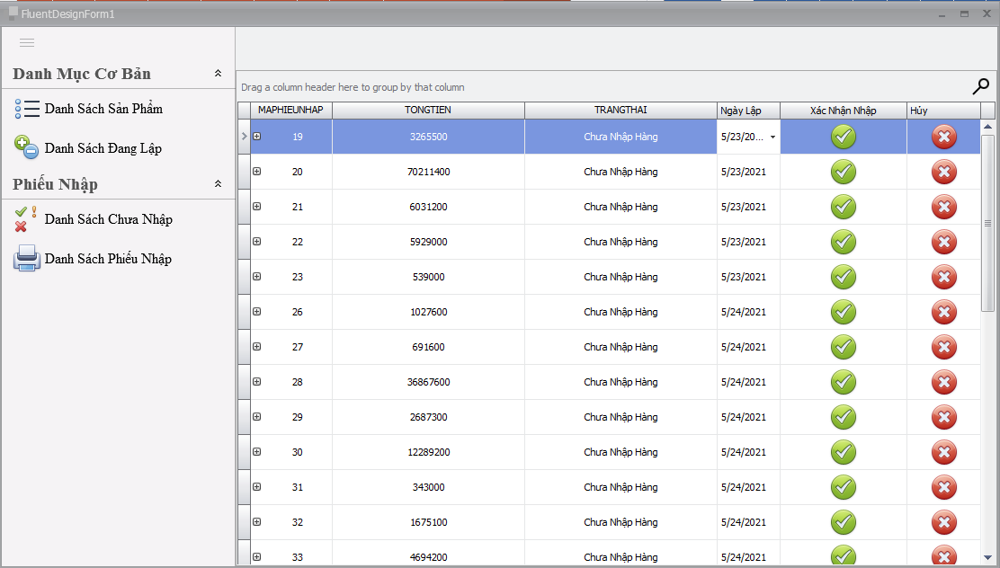 FluentDesignForm1
Danh Mục Cơ Bản
Danh Sách Sản Phẩm
Danh Sách Đang Lập
Phiếu Nhập
Danh Sách Chưa Nhập
Danh Sách Phiếu Nhập
Drag a column header here to group by that column
MAPHIEUNHAP TONGTIEN TRANGTHAI Ngày Lập Xác Nhận Nhập Hủy
19 3265500 Chưa Nhập Hàng 5/23/20...
20 70211400 Chưa Nhập Hàng 5/23/2021
21 6031200 Chưa Nhập Hàng 5/23/2021
22 5929000 Chưa Nhập Hàng 5/23/2021
23 539000 Chưa Nhập Hàng 5/23/2021
26 1027600 Chưa Nhập Hàng 5/24/2021
27 691600 Chưa Nhập Hàng 5/24/2021
28 36867600 Chưa Nhập Hàng 5/24/2021
29 2687300 Chưa Nhập Hàng 5/24/2021
30 12289200 Chưa Nhập Hàng 5/24/2021
31 343000 Chưa Nhập Hàng 5/24/2021
32 1675100 Chưa Nhập Hàng 5/24/2021
33 4694200 Chưa Nhập Hàng 5/24/2021